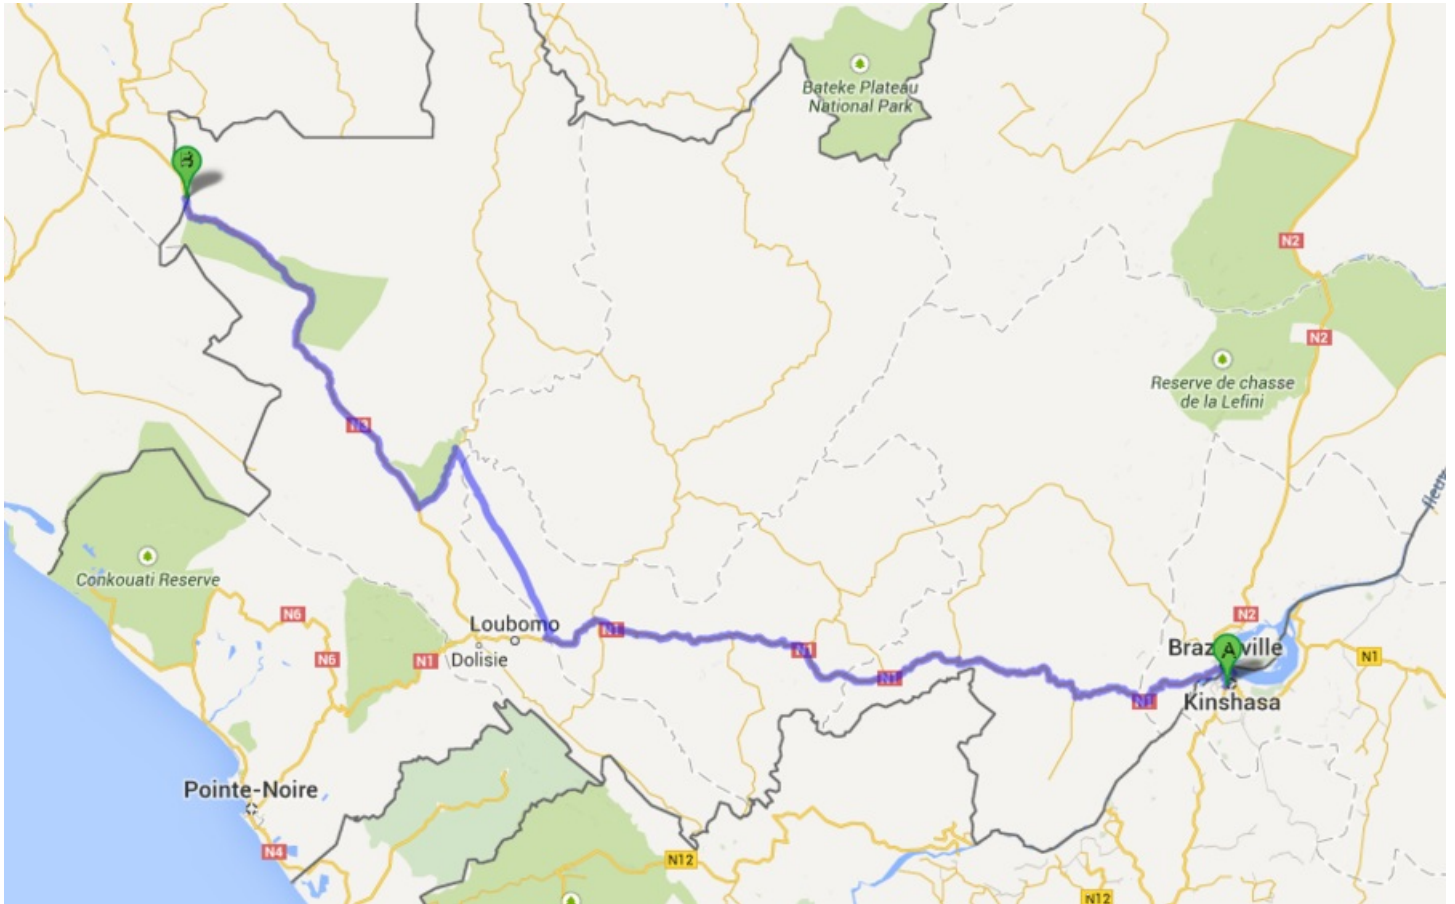 Bateke Plateau
National Park
N2
N2
Reserve de chasse
de la Lefini
fleuve
Conkouati Reserve
N6
Loubomo
N1
N1
N2
N6
N1
Dolisie
Brazzaville
A
N1
N1
N1
Kinshasa
Pointe-Noire
N4
N12
N12